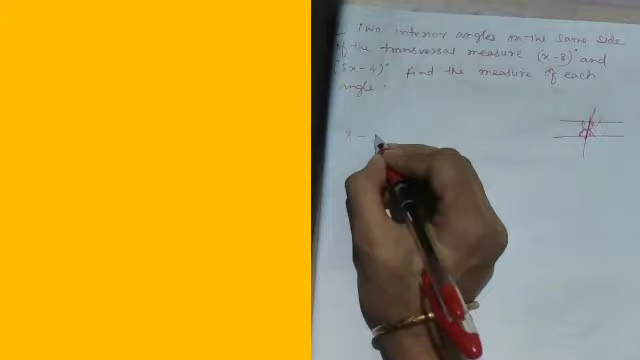 Two interior angles on the same side
of the transversal measure (x-8)° and
(3x-4)° find the measure of each
angle.
x -